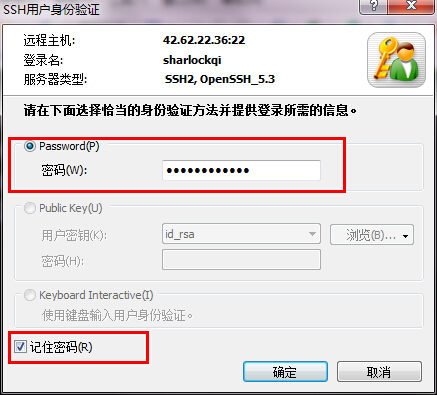 SSH用户身份验证
远程主机: 42.62.22.36:22
登录名: sharlockqi
服务器类型: SSH2, OpenSSH_5.3
请在下面选择恰当的身份验证方法并提供登录所需的信息。
Password(P)
密码(W): ••••••••••••
Public Key(U)
用户密钥(K): id_rsa 浏览(B)...
密码(H):
Keyboard Interactive(I)
使用键盘输入用户身份验证。
记住密码(R)
确定 取消